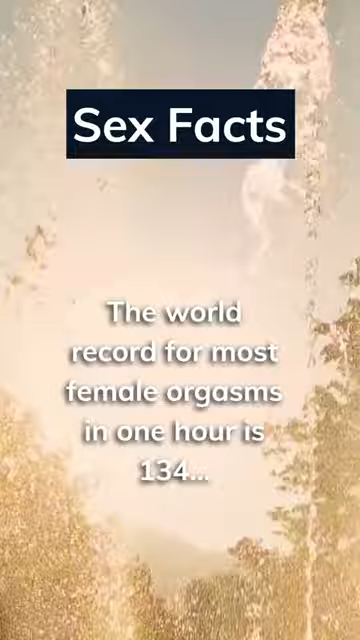 Sex Facts
The world
record for most
female orgasms
in one hour is
134...